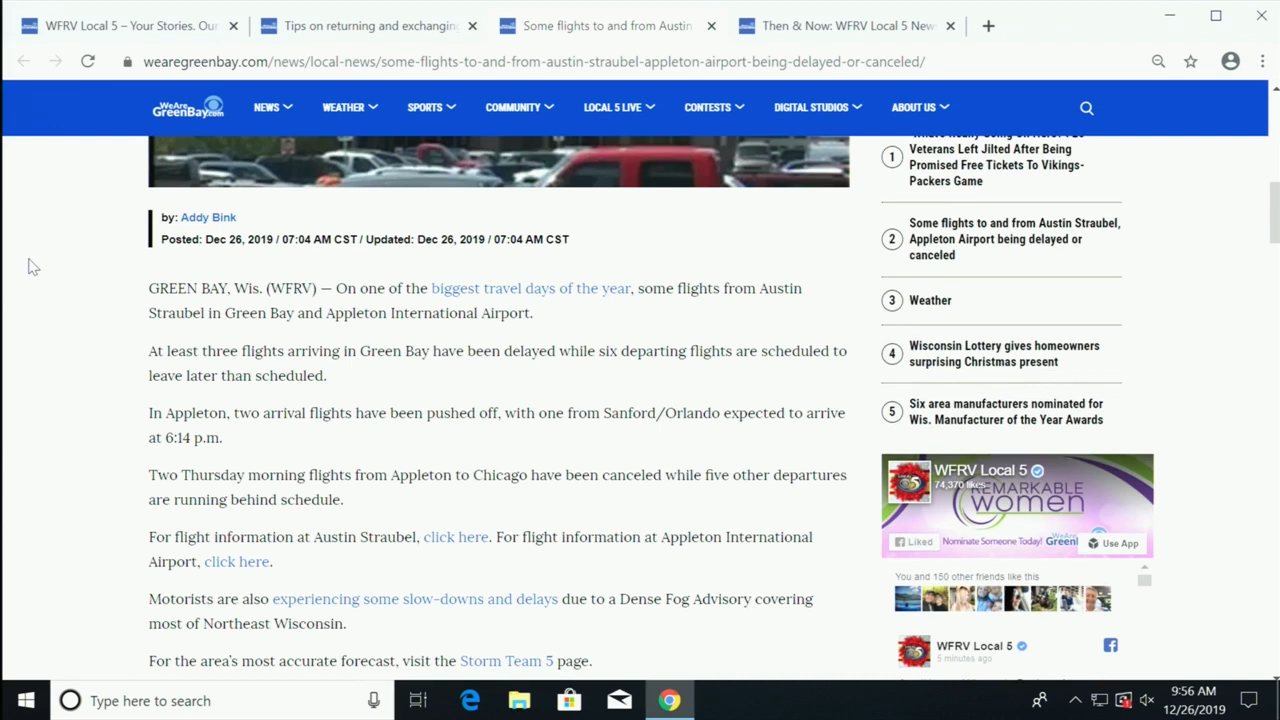 WFRV Local 5 – Your Stories. Our
Tips on returning and exchanging
Some flights to and from Austin
Then & Now: WFRV Local 5 New
wearegreenbay.com/news/local-news/some-flights-to-and-from-austin-straubel-appleton-airport-being-delayed-or-canceled/
WeAre
GreenBay.com
NEWS
WEATHER
SPORTS
COMMUNITY
LOCAL 5 LIVE
CONTESTS
DIGITAL STUDIOS
ABOUT US
by: Addy Bink
Posted: Dec 26, 2019 / 07:04 AM CST / Updated: Dec 26, 2019 / 07:04 AM CST
GREEN BAY, Wis. (WFRV) — On one of the biggest travel days of the year, some flights from Austin
Straubel in Green Bay and Appleton International Airport.
At least three flights arriving in Green Bay have been delayed while six departing flights are scheduled to
leave later than scheduled.
In Appleton, two arrival flights have been pushed off, with one from Sanford/Orlando expected to arrive
at 6:14 p.m.
Two Thursday morning flights from Appleton to Chicago have been canceled while five other departures
are running behind schedule.
For flight information at Austin Straubel, click here. For flight information at Appleton International
Airport, click here.
Motorists are also experiencing some slow-downs and delays due to a Dense Fog Advisory covering
most of Northeast Wisconsin.
For the area's most accurate forecast, visit the Storm Team 5 page.
1
Veterans Left Jilted After Being
Promised Free Tickets To Vikings-
Packers Game
2
Some flights to and from Austin Straubel,
Appleton Airport being delayed or
canceled
3 Weather
4
Wisconsin Lottery gives homeowners
surprising Christmas present
5
Six area manufacturers nominated for
Wis. Manufacturer of the Year Awards
WFRV Local 5
74,370 likes
REMARKABLE
women
Liked
Nominate Someone Today!
Use App
You and 150 other friends like this
WFRV Local 5
5 minutes ago
Type here to search
9:56 AM
12/26/2019